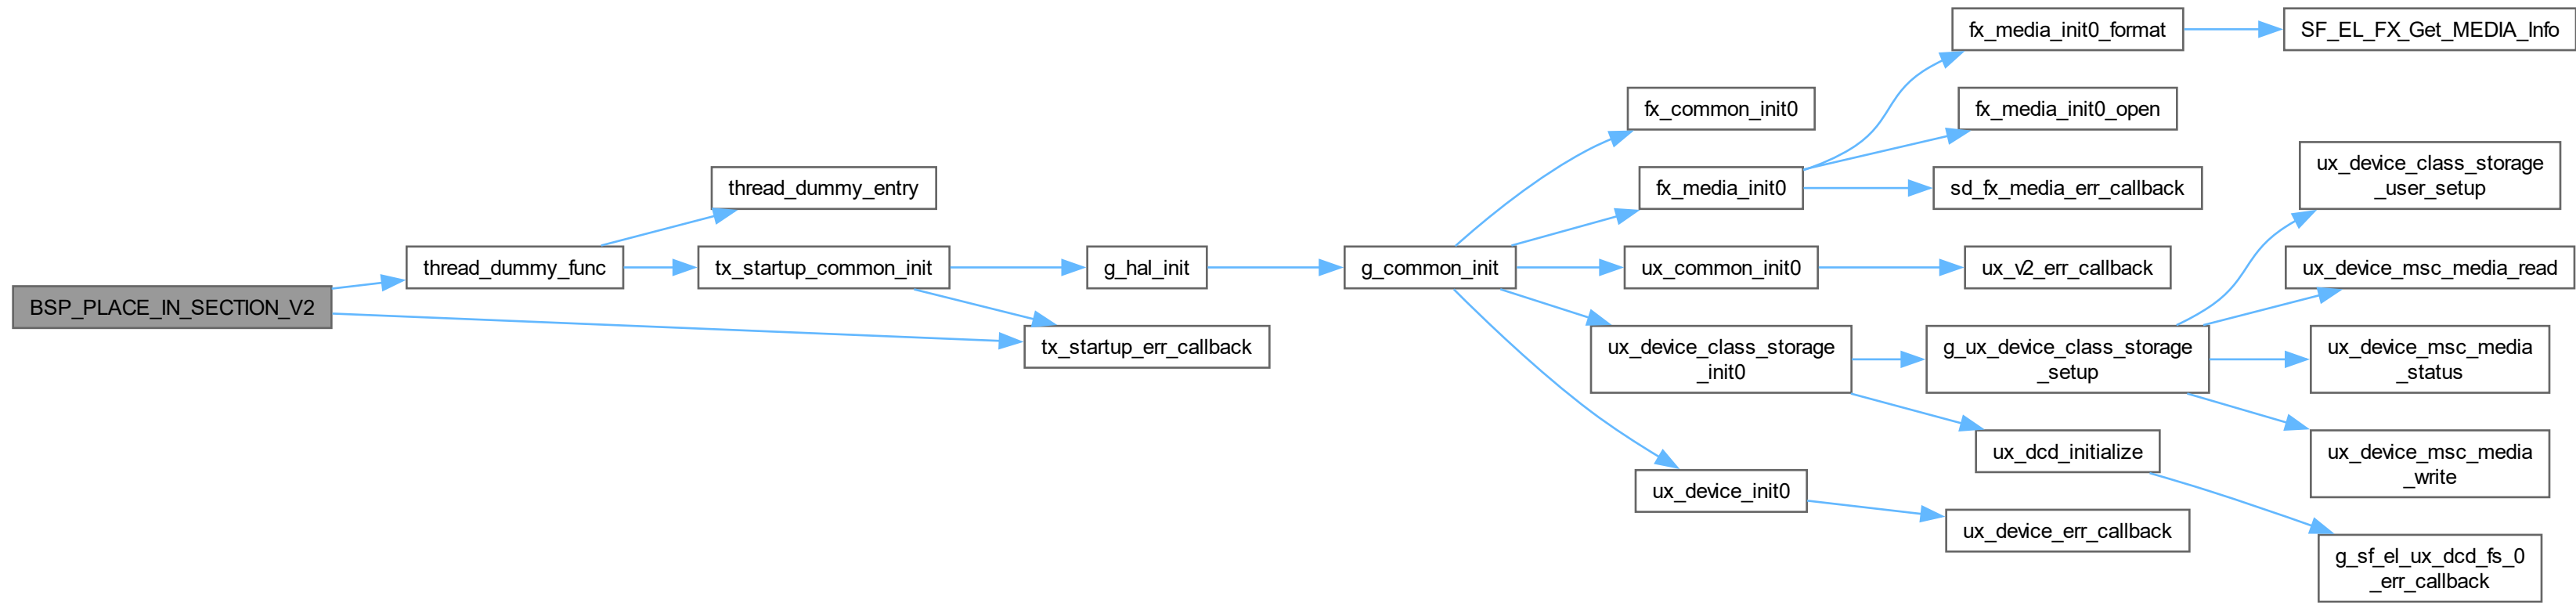 BSP_PLACE_IN_SECTION_V2
thread_dummy_func
thread_dummy_entry
tx_startup_common_init
tx_startup_err_callback
g_hal_init
g_common_init
fx_common_init0
fx_media_init0
ux_common_init0
ux_device_class_storage
_init0
ux_device_init0
fx_media_init0_format
fx_media_init0_open
sd_fx_media_err_callback
ux_v2_err_callback
g_ux_device_class_storage
_setup
ux_dcd_initialize
ux_device_err_callback
SF_EL_FX_Get_MEDIA_Info
ux_device_class_storage
_user_setup
ux_device_msc_media_read
ux_device_msc_media
_status
ux_device_msc_media
_write
g_sf_el_ux_dcd_fs_0
_err_callback